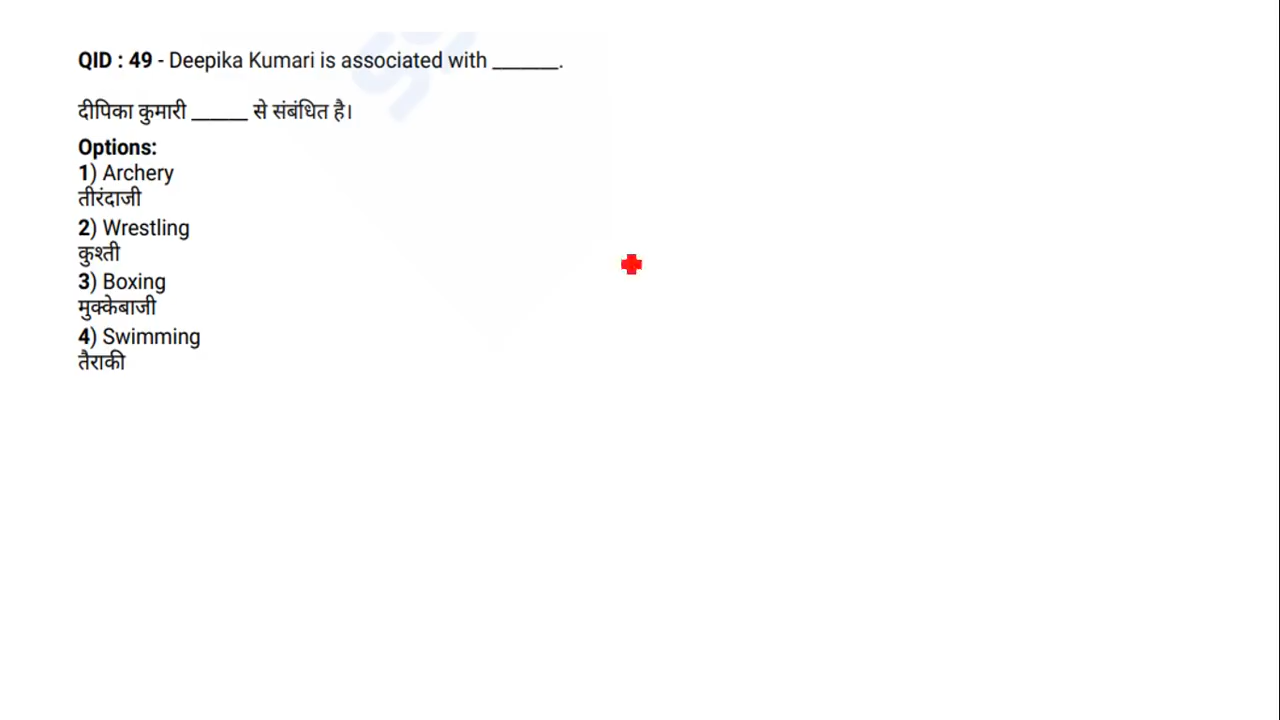 QID : 49 - Deepika Kumari is associated with _______.
दीपिका कुमारी ______ से संबंधित है।
Options:
1) Archery
तीरंदाजी
2) Wrestling
कुश्ती
3) Boxing
मुक्केबाजी
4) Swimming
तैराकी